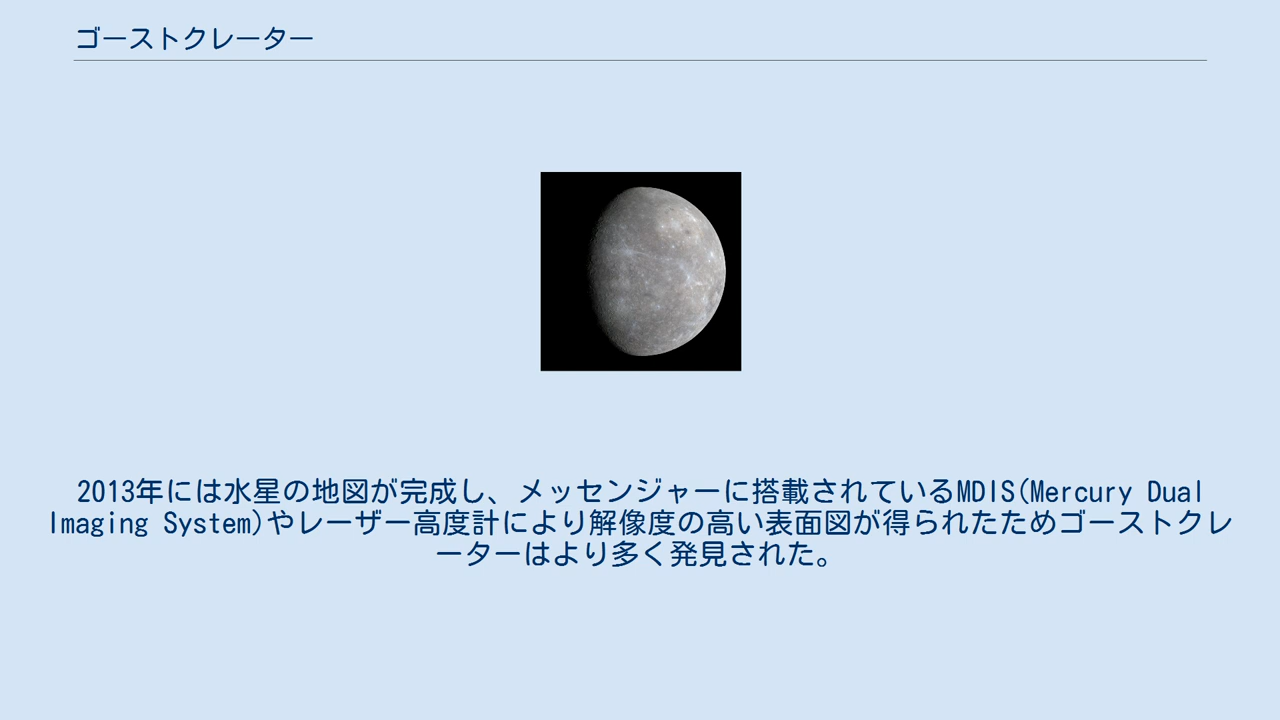 ゴーストクレーター
2013年には水星の地図が完成し、メッセンジャーに搭載されているMDIS(Mercury Dual
Imaging System)やレーザー高度計により解像度の高い表面図が得られたためゴーストクレ
ーターはより多く発見された。